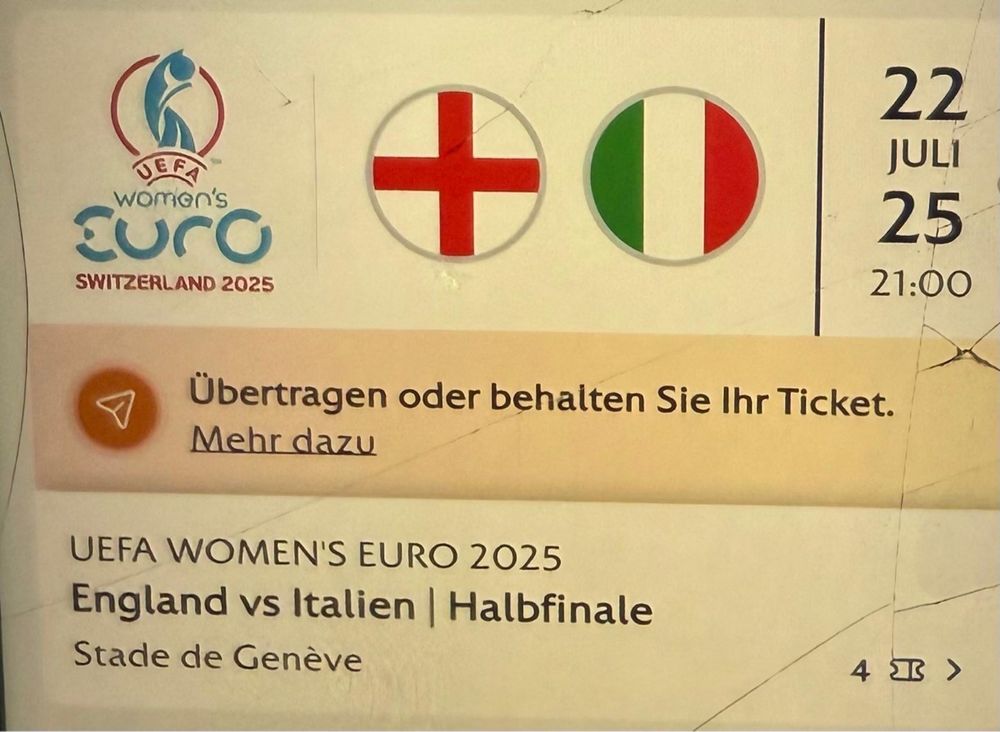 UEFA
women's
EURO
SWITZERLAND 2025
22
JULI
25
21:00
Übertragen oder behalten Sie Ihr Ticket.
Mehr dazu
UEFA WOMEN'S EURO 2025
England vs Italien | Halbfinale
Stade de Genève
4